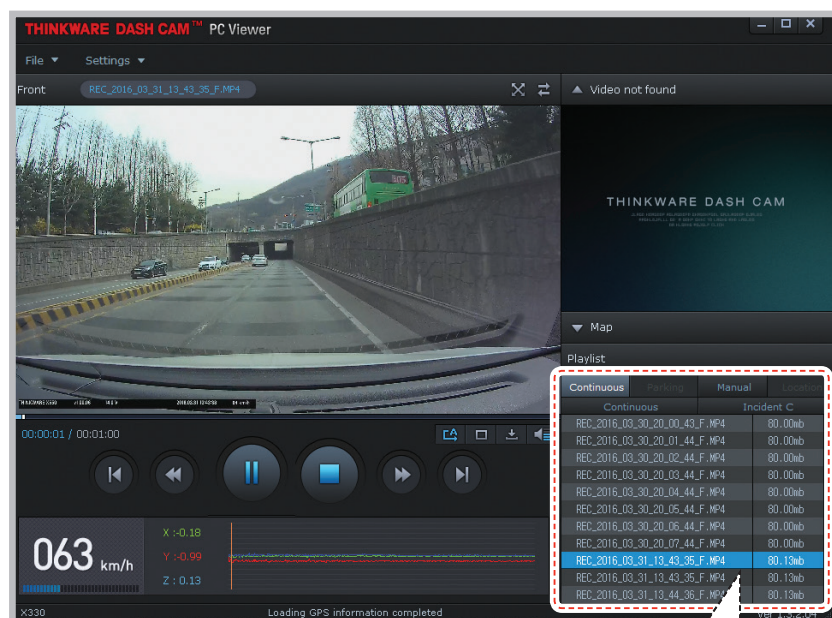 THINKWARE DASH CAM™ PC Viewer
File ▼ Settings ▼
Front REC_2016_03_31_13_43_35_F.MP4
Video not found
THINKWARE DASH CAM
305
Map
Playlist
Continuous Parking Manual Location
Continuous Incident C
REC_2016_03_30_20_00_43_F.MP4 80.00mb
REC_2016_03_30_20_01_44_F.MP4 80.00mb
REC_2016_03_30_20_02_44_F.MP4 80.00mb
REC_2016_03_30_20_03_44_F.MP4 80.00mb
REC_2016_03_30_20_04_44_F.MP4 80.00mb
REC_2016_03_30_20_05_44_F.MP4 80.00mb
REC_2016_03_30_20_06_44_F.MP4 80.00mb
REC_2016_03_30_20_07_44_F.MP4 80.00mb
REC_2016_03_31_13_43_35_F.MP4 80.13mb
REC_2016_03_31_13_43_35_F.MP4 80.13mb
REC_2016_03_31_13_44_36_F.MP4 80.13mb
00:00:01 / 00:01:00
063 km/h
X :-0.18
Y :-0.99
Z : 0.13
X330 Loading GPS information completed